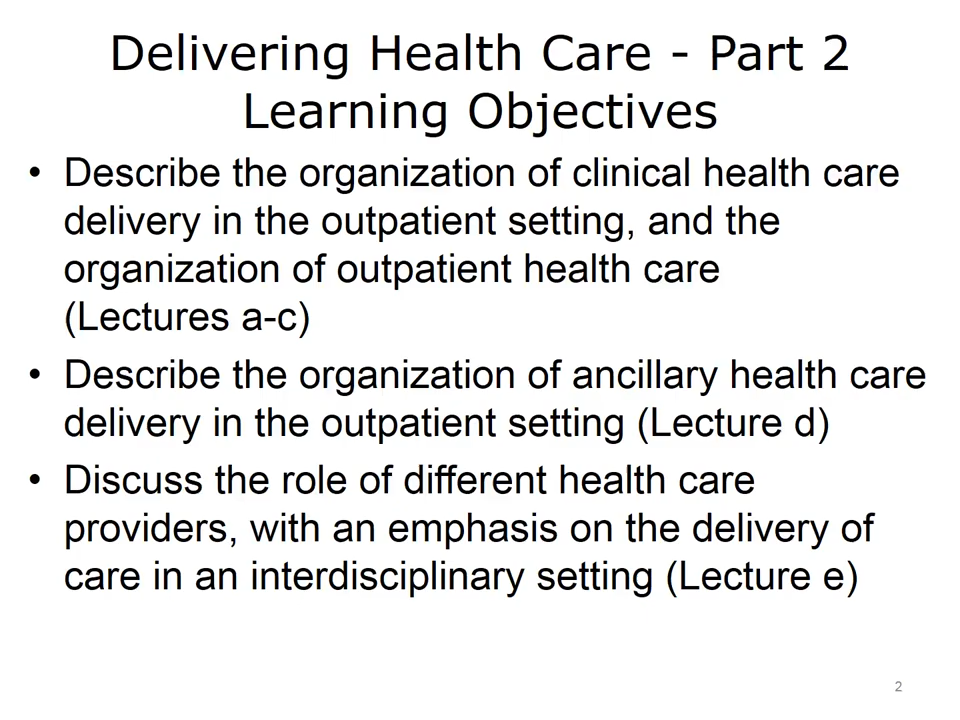 Delivering Health Care - Part 2
Learning Objectives
• Describe the organization of clinical health care
delivery in the outpatient setting, and the
organization of outpatient health care
(Lectures a-c)
• Describe the organization of ancillary health care
delivery in the outpatient setting (Lecture d)
• Discuss the role of different health care
providers, with an emphasis on the delivery of
care in an interdisciplinary setting (Lecture e)
2